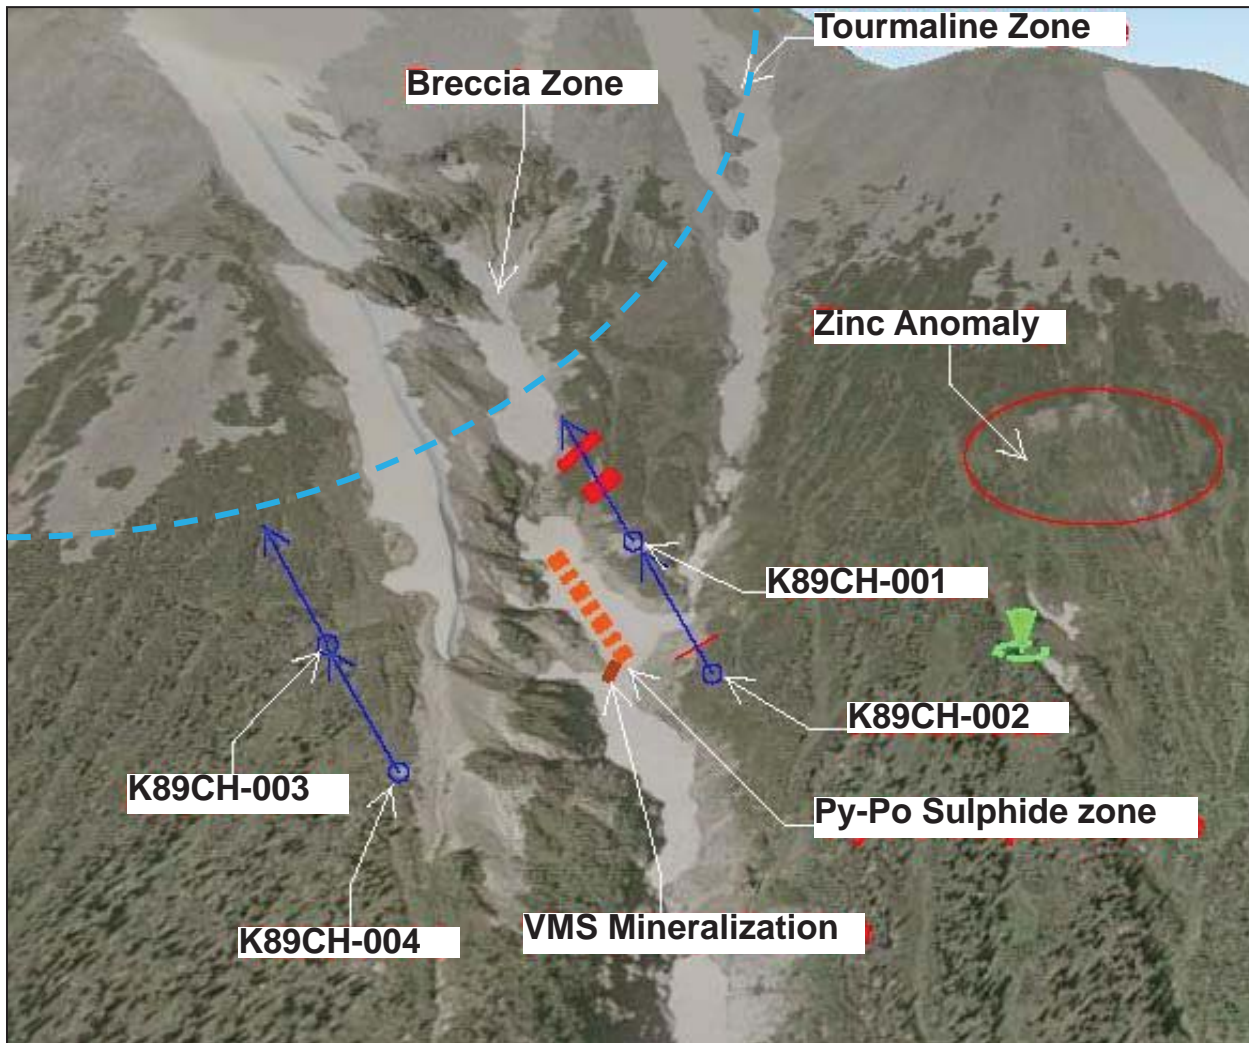 Tourmaline Zone
Breccia Zone
Zinc Anomaly
K89CH-001
K89CH-002
K89CH-003
Py-Po Sulphide zone
VMS Mineralization
K89CH-004